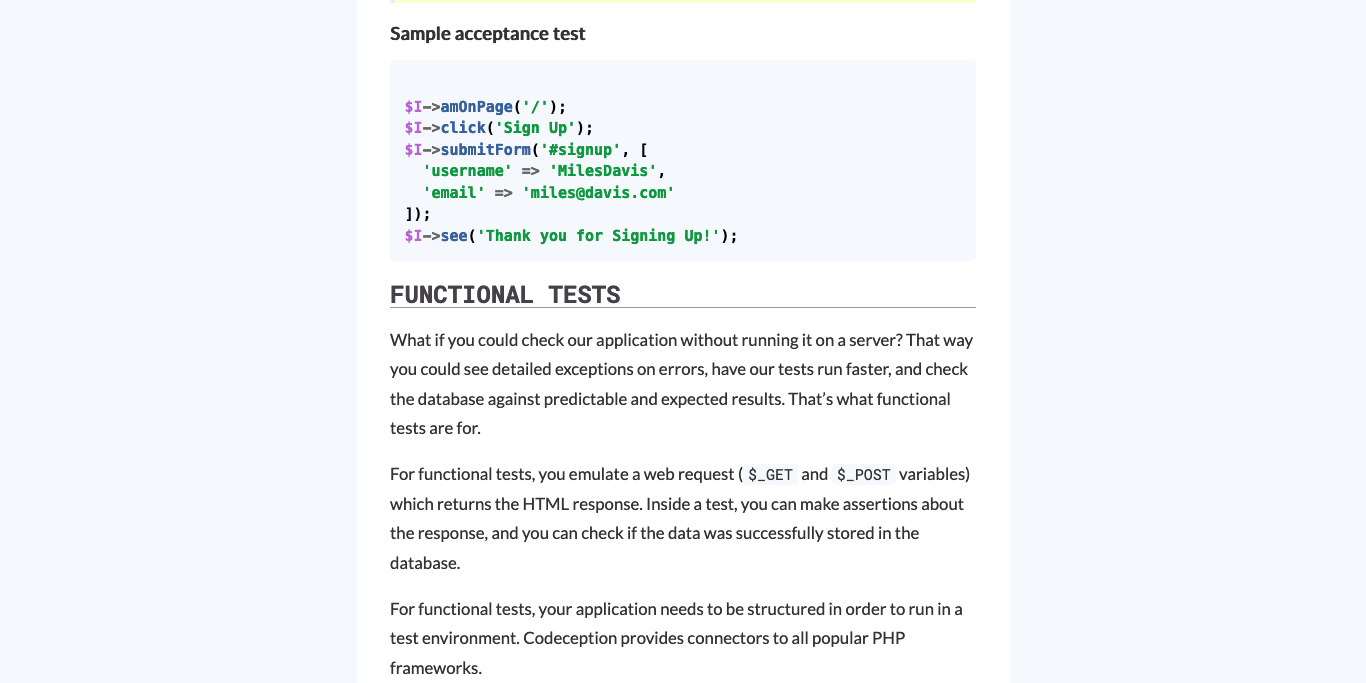 Sample acceptance test
$I->amOnPage('/');
$I->click('Sign Up');
$I->submitForm('#signup', [
  'username' => 'MilesDavis',
  'email' => 'miles@davis.com'
]);
$I->see('Thank you for Signing Up!');
FUNCTIONAL TESTS
What if you could check our application without running it on a server? That way
you could see detailed exceptions on errors, have our tests run faster, and check
the database against predictable and expected results. That’s what functional
tests are for.
For functional tests, you emulate a web request ( $_GET and $_POST variables)
which returns the HTML response. Inside a test, you can make assertions about
the response, and you can check if the data was successfully stored in the
database.
For functional tests, your application needs to be structured in order to run in a
test environment. Codeception provides connectors to all popular PHP
frameworks.